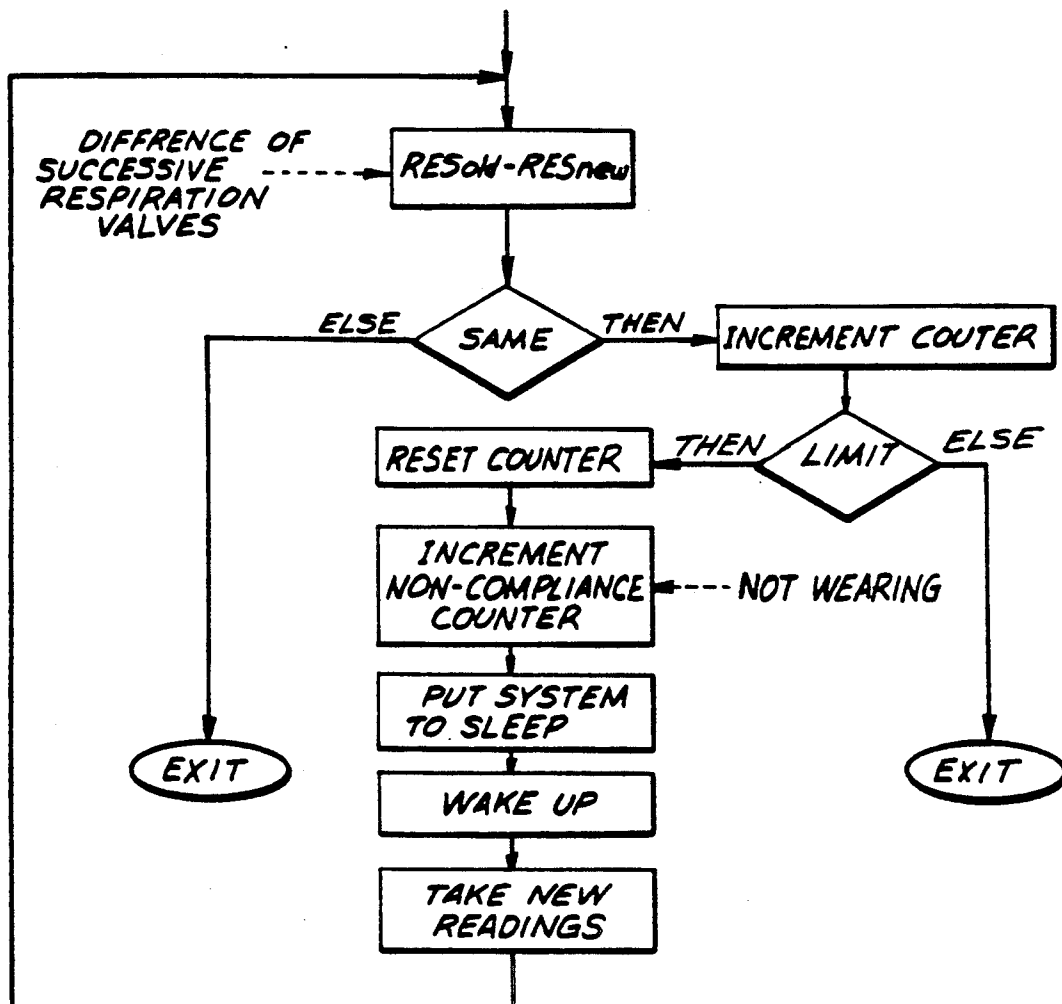 DIFFRENCE OF
SUCCESSIVE
RESPIRATION
VALVES
RESold-RESnew
ELSE
SAME
THEN
INCREMENT COUTER
RESET COUNTER
THEN
LIMIT
ELSE
INCREMENT
NON-COMPLIANCE
COUNTER
NOT WEARING
PUT SYSTEM
TO SLEEP
EXIT
WAKE UP
EXIT
TAKE NEW
READINGS